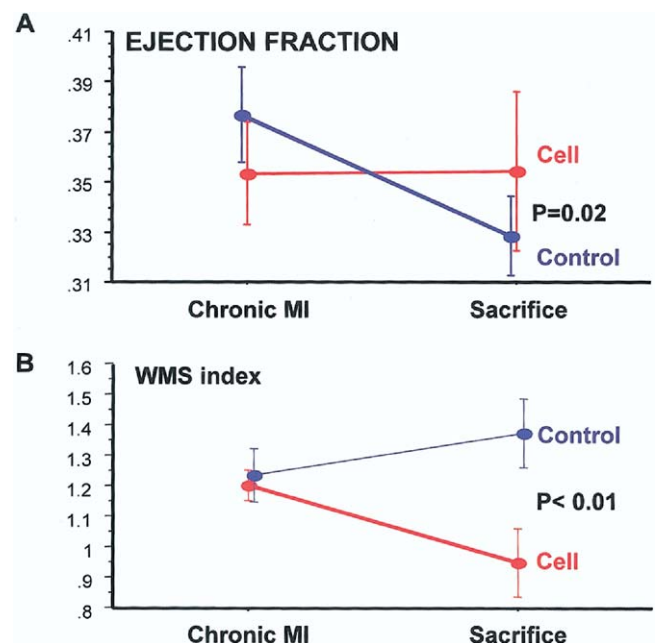 A
EJECTION FRACTION
.41
.39
.37
.35
.33
.31
Cell
P=0.02
Control
Chronic MI Sacrifice
B
WMS index
1.6
1.5
1.4
1.3
1.2
1.1
1
.9
.8
Control
P< 0.01
Cell
Chronic MI Sacrifice